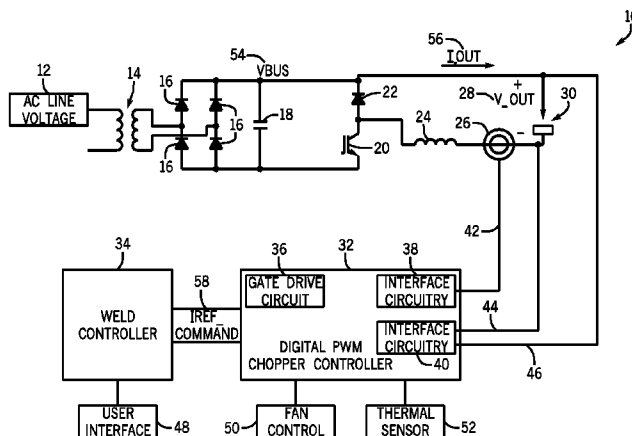 10
12
AC LINE
VOLTAGE
14
16
16
16
54
VBUS
18
22
20
24
56
I_OUT
+
28
V_OUT
30
26
-
42
34
WELD
CONTROLLER
58
IREF_
COMMAND
36
GATE DRIVE
CIRCUIT
32
38
INTERFACE
CIRCUITRY
INTERFACE
CIRCUITRY
40
DIGITAL PWM
CHOPPER CONTROLLER
44
46
USER
INTERFACE
48
50
FAN
CONTROL
THERMAL
SENSOR
52